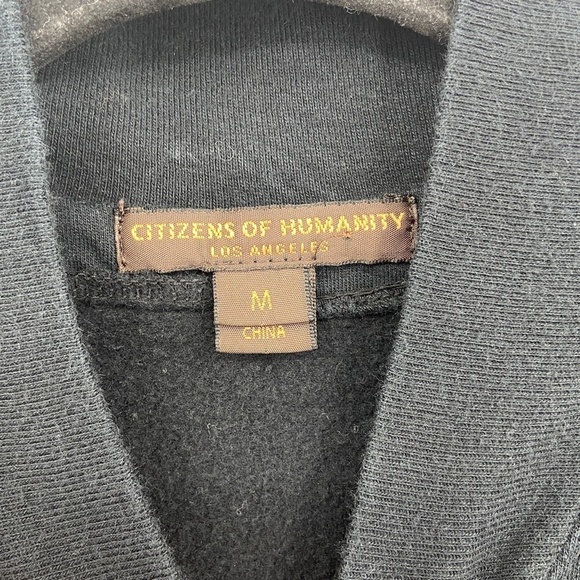 CITIZENS OF HUMANITY
LOS ANGELES
M
CHINA